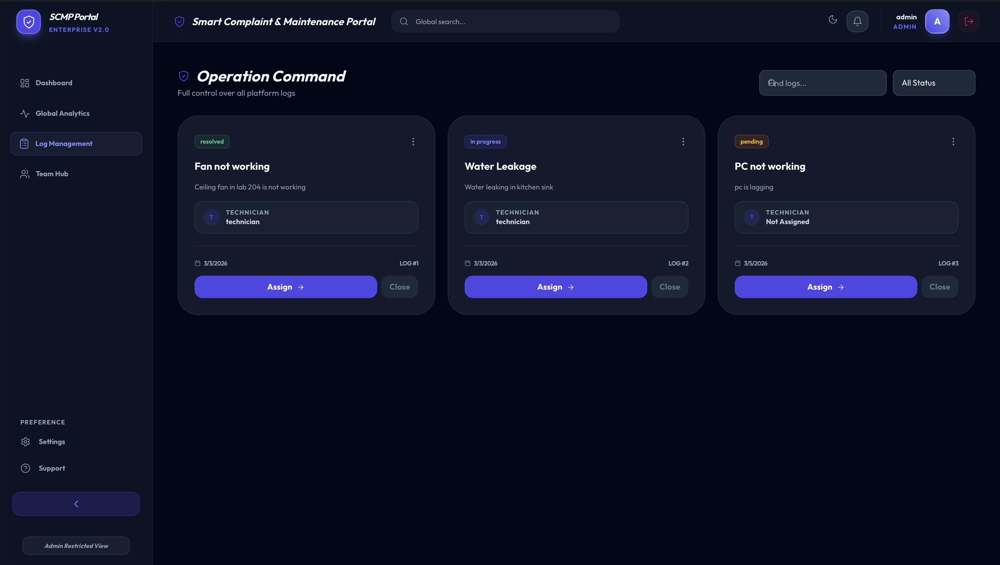 SCMP Portal
ENTERPRISE V2.0
Smart Complaint & Maintenance Portal
Global search...
admin
ADMIN
A
Dashboard
Global Analytics
Log Management
Team Hub
PREFERENCE
Settings
Support
Admin Restricted View
Operation Command
Full control over all platform logs
Find logs...
All Status
resolved
Fan not working
Ceiling fan in lab 204 is not working
T
TECHNICIAN
technician
3/3/2026
LOG #1
Assign
Close
in progress
Water Leakage
Water leaking in kitchen sink
T
TECHNICIAN
technician
3/3/2026
LOG #2
Assign
Close
pending
PC not working
pc is lagging
?
TECHNICIAN
Not Assigned
3/5/2026
LOG #3
Assign
Close